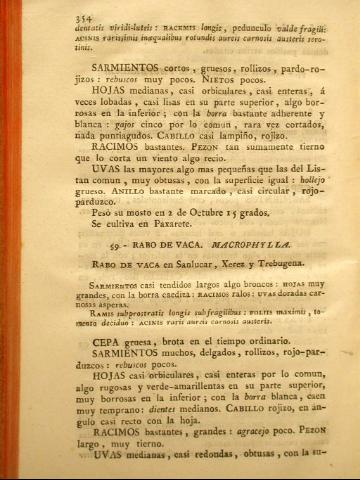 354
dentatis viridi-luteis : RACEMIS longis, pedunculo valde fragili:
ACINIS rarissimis inæqualibus rotundis aureis carnosis austeris sero-
tinis.
SARMIENTOS cortos, gruesos, rollizos, pardo-ro-
jizos : rebuscos muy pocos. NIETOS pocos.
HOJAS medianas, casi orbiculares, casi enteras, á
veces lobadas, casi lisas en su parte superior, algo bor-
rosas en la inferior ; con la borra bastante adherente y
blanca : gajos cinco por lo comun, rara vez cortados,
nada puntiagudos. CABILLO casi lampiño, rojizo.
RACIMOS bastantes. PEZON tan sumamente tierno
que lo corta un viento algo recio.
UVAS las mayores algo mas pequeñas que las del Lis-
tan comun, muy obtusas, con la superficie igual : hollejo
grueso. ANILLO bastante marcado, casi circular, rojo-
parduzco.
Pesó su mosto en 2 de Octubre 15 grados.
Se cultiva en Paxarete.
59. - RABO DE VACA. MACROPHYLLA.
RABO DE VACA en Sanlucar, Xerez y Trebugena.
SARMIENTOS casi tendidos largos algo broncos : HOJAS muy
grandes, con la borra caediza : RACIMOS ralos : UVAS doradas car-
nosas ásperas.
RAMIS subprostratis longis subfragilibus : FOLIIS maximis, to-
mento deciduo : ACINIS raris aureis carnosis austeris.
CEPA gruesa, brota en el tiempo ordinario.
SARMIENTOS muchos, delgados, rollizos, rojo-par-
duzcos : rebuscos pocos.
HOJAS casi orbiculares, casi enteras por lo comun,
algo rugosas y verde-amarillentas en su parte superior,
muy borrosas en la inferior ; con la borra blanca, caen
muy temprano : dientes medianos. CABILLO rojizo, en án-
gulo casi recto con la hoja.
RACIMOS bastantes, grandes : agracejo poco. PEZON
largo, muy tierno.
UVAS medianas, casi redondas, obtusas, con la su-